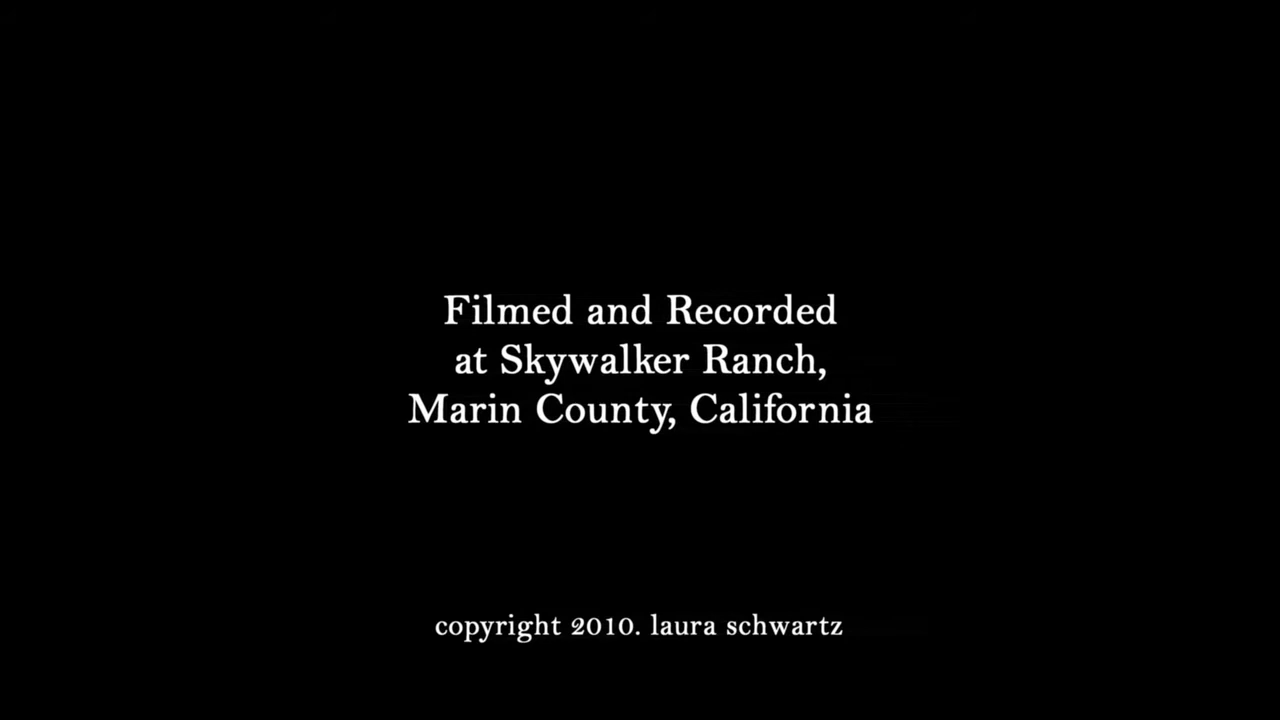 Filmed and Recorded
at Skywalker Ranch,
Marin County, California
copyright 2010. laura schwartz